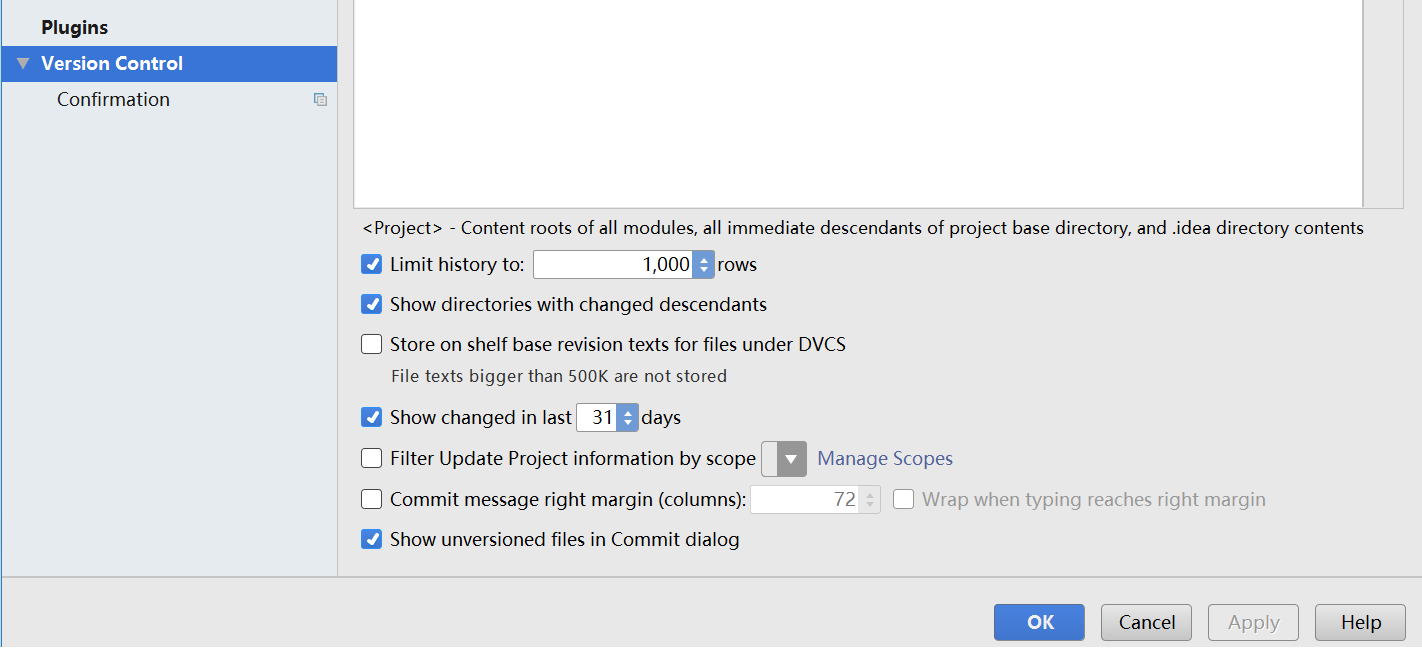 Plugins
Version Control
Confirmation
<Project> - Content roots of all modules, all immediate descendants of project base directory, and .idea directory contents
Limit history to: 1,000 rows
Show directories with changed descendants
Store on shelf base revision texts for files under DVCS
File texts bigger than 500K are not stored
Show changed in last 31 days
Filter Update Project information by scope Manage Scopes
Commit message right margin (columns): 72 Wrap when typing reaches right margin
Show unversioned files in Commit dialog
OK Cancel Apply Help